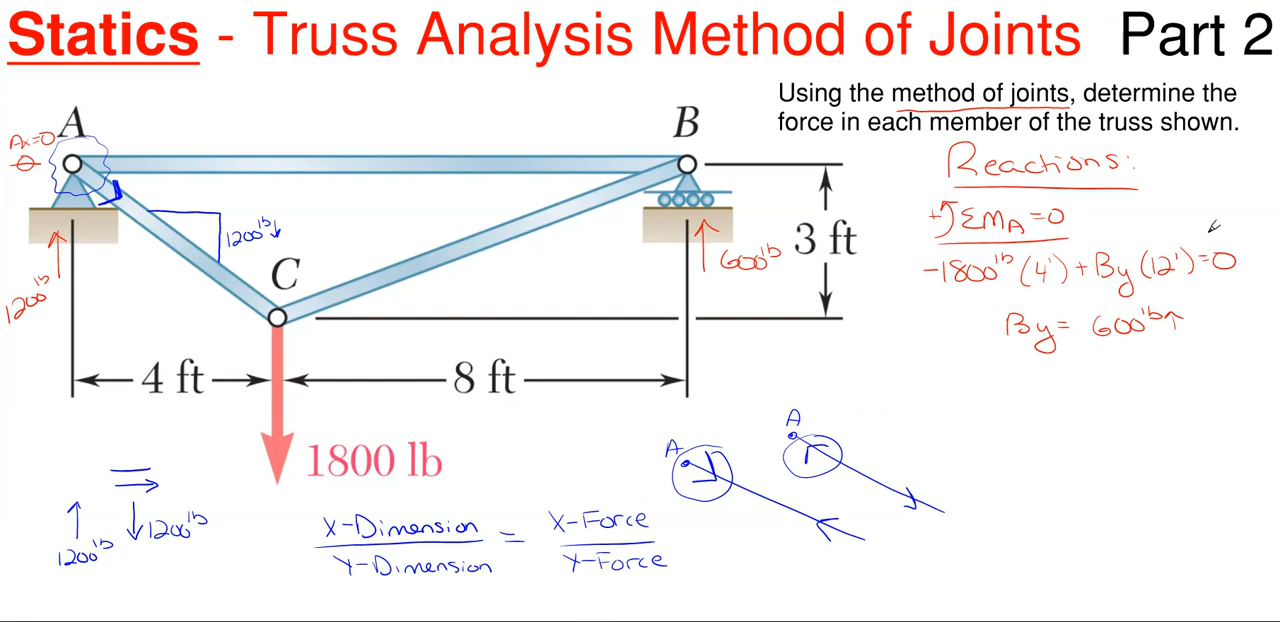 Statics - Truss Analysis Method of Joints Part 2
Using the method of joints, determine the
force in each member of the truss shown.
A
B
Ax=0
Reactions:
+ ΣMA=0
1200lb↓
1200lb
600lb
3 ft
-1800lb(4')+By(12')=0
C
By= 600lb↑
4 ft
8 ft
A
A
1800 lb
1200lb
1200lb
X-Dimension / Y-Dimension = X-Force / Y-Force